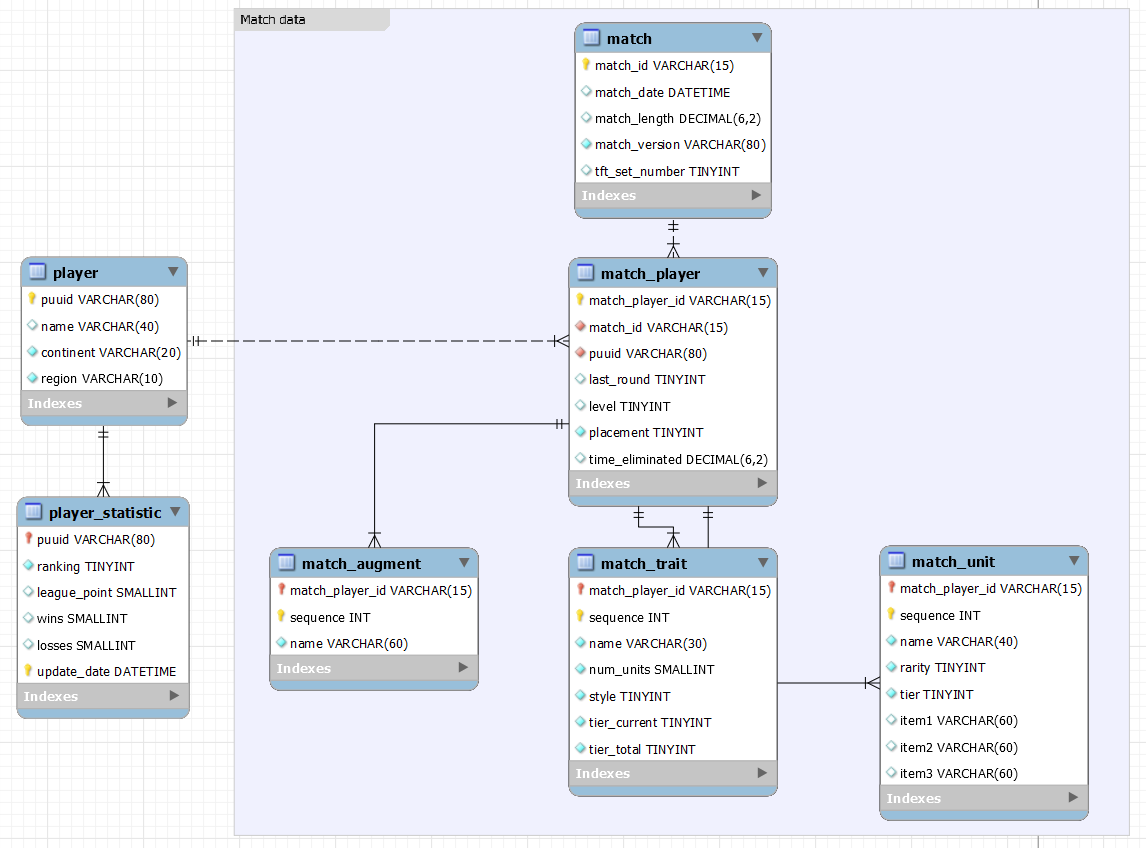 Match data
match
match_id VARCHAR(15)
match_date DATETIME
match_length DECIMAL(6,2)
match_version VARCHAR(80)
tft_set_number TINYINT
Indexes
player
puuid VARCHAR(80)
name VARCHAR(40)
continent VARCHAR(20)
region VARCHAR(10)
Indexes
match_player
match_player_id VARCHAR(15)
match_id VARCHAR(15)
puuid VARCHAR(80)
last_round TINYINT
level TINYINT
placement TINYINT
time_eliminated DECIMAL(6,2)
Indexes
player_statistic
puuid VARCHAR(80)
ranking TINYINT
league_point SMALLINT
wins SMALLINT
losses SMALLINT
update_date DATETIME
Indexes
match_augment
match_player_id VARCHAR(15)
sequence INT
name VARCHAR(60)
Indexes
match_trait
match_player_id VARCHAR(15)
sequence INT
name VARCHAR(30)
num_units SMALLINT
style TINYINT
tier_current TINYINT
tier_total TINYINT
Indexes
match_unit
match_player_id VARCHAR(15)
sequence INT
name VARCHAR(40)
rarity TINYINT
tier TINYINT
item1 VARCHAR(60)
item2 VARCHAR(60)
item3 VARCHAR(60)
Indexes